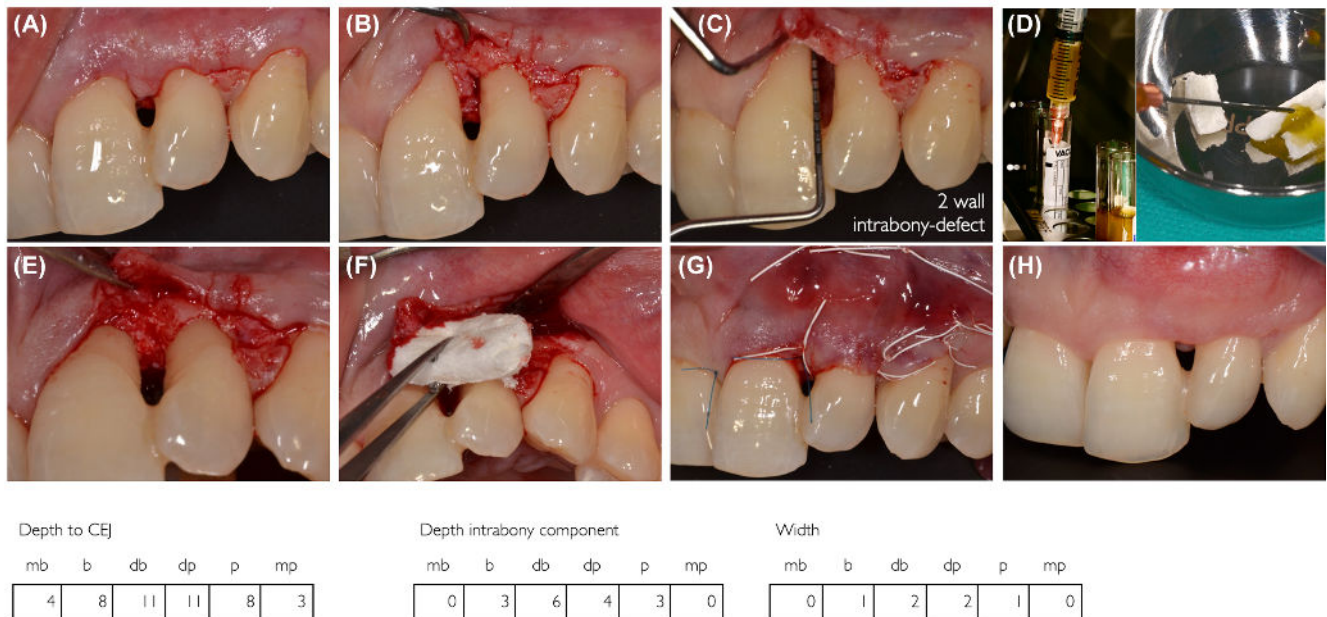 (A)
(B)
(C)
2 wall
intrabony-defect
(D)
(E)
(F)
(G)
(H)
Depth to CEJ
mb b db dp p mp
4 8 11 11 8 3
Depth intrabony component
mb b db dp p mp
0 3 6 4 3 0
Width
mb b db dp p mp
0 1 2 2 1 0